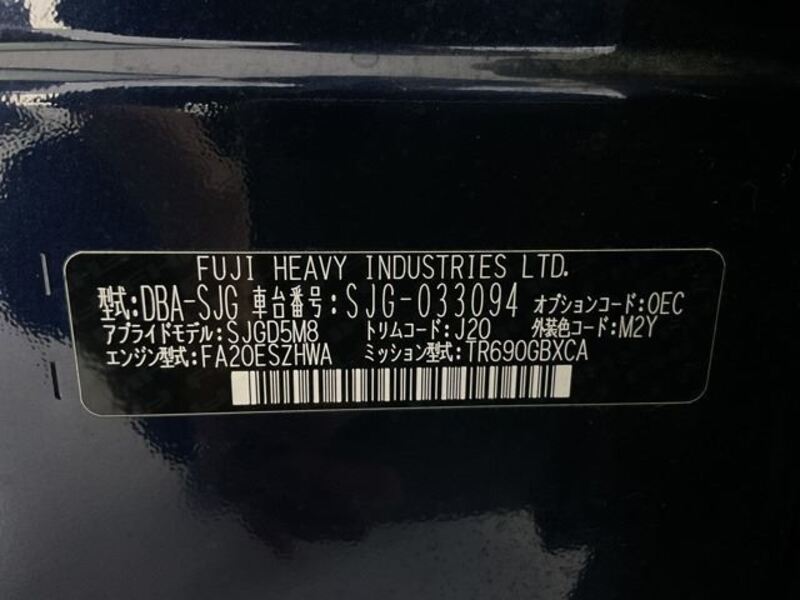 FUJI HEAVY INDUSTRIES LTD.
型式:DBA-SJG 車台番号:SJG-033094 オプションコード:OEC
アプライドモデル:SJGD5M8 トリムコード:J20 外装色コード:M2Y
エンジン型式:FA20ESZHWA ミッション型式:TR690GBXCA